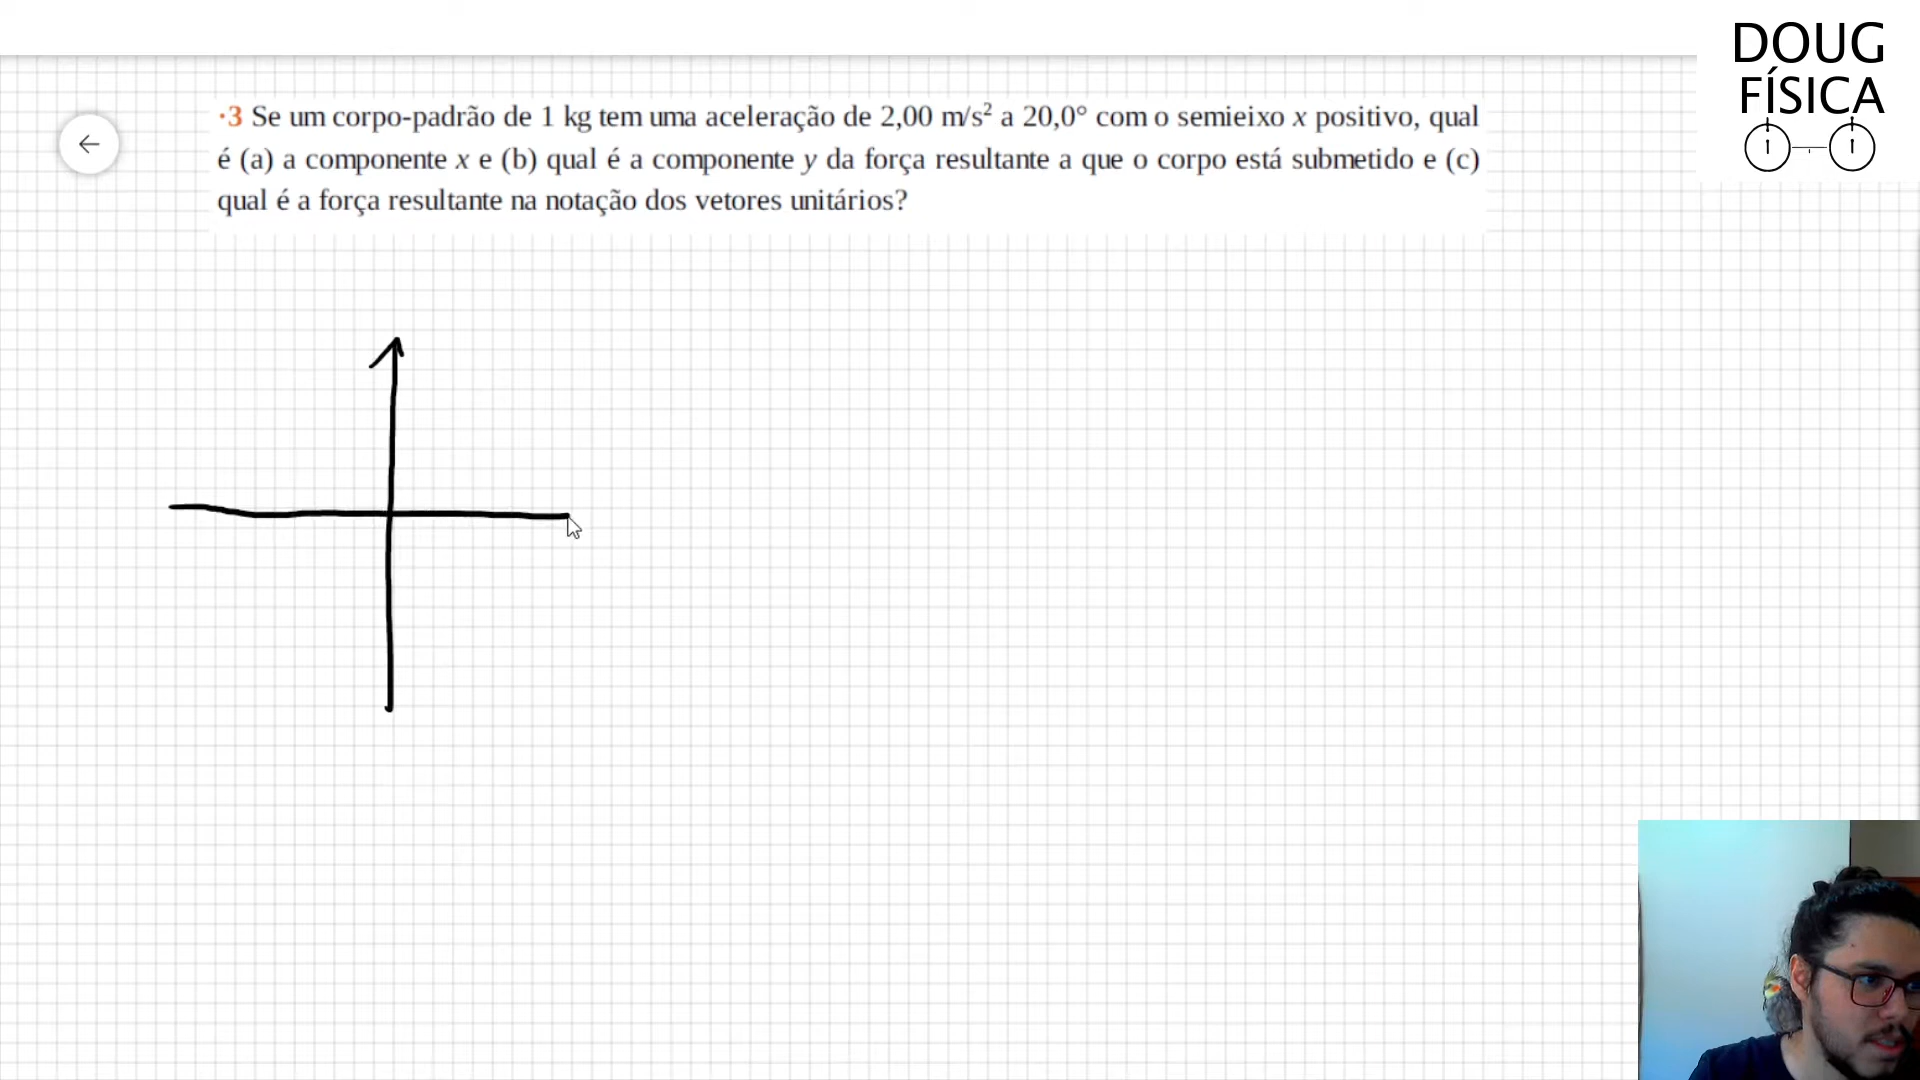 DOUG
FÍSICA
·3 Se um corpo-padrão de 1 kg tem uma aceleração de 2,00 m/s² a 20,0° com o semieixo x positivo, qual
é (a) a componente x e (b) qual é a componente y da força resultante a que o corpo está submetido e (c)
qual é a força resultante na notação dos vetores unitários?